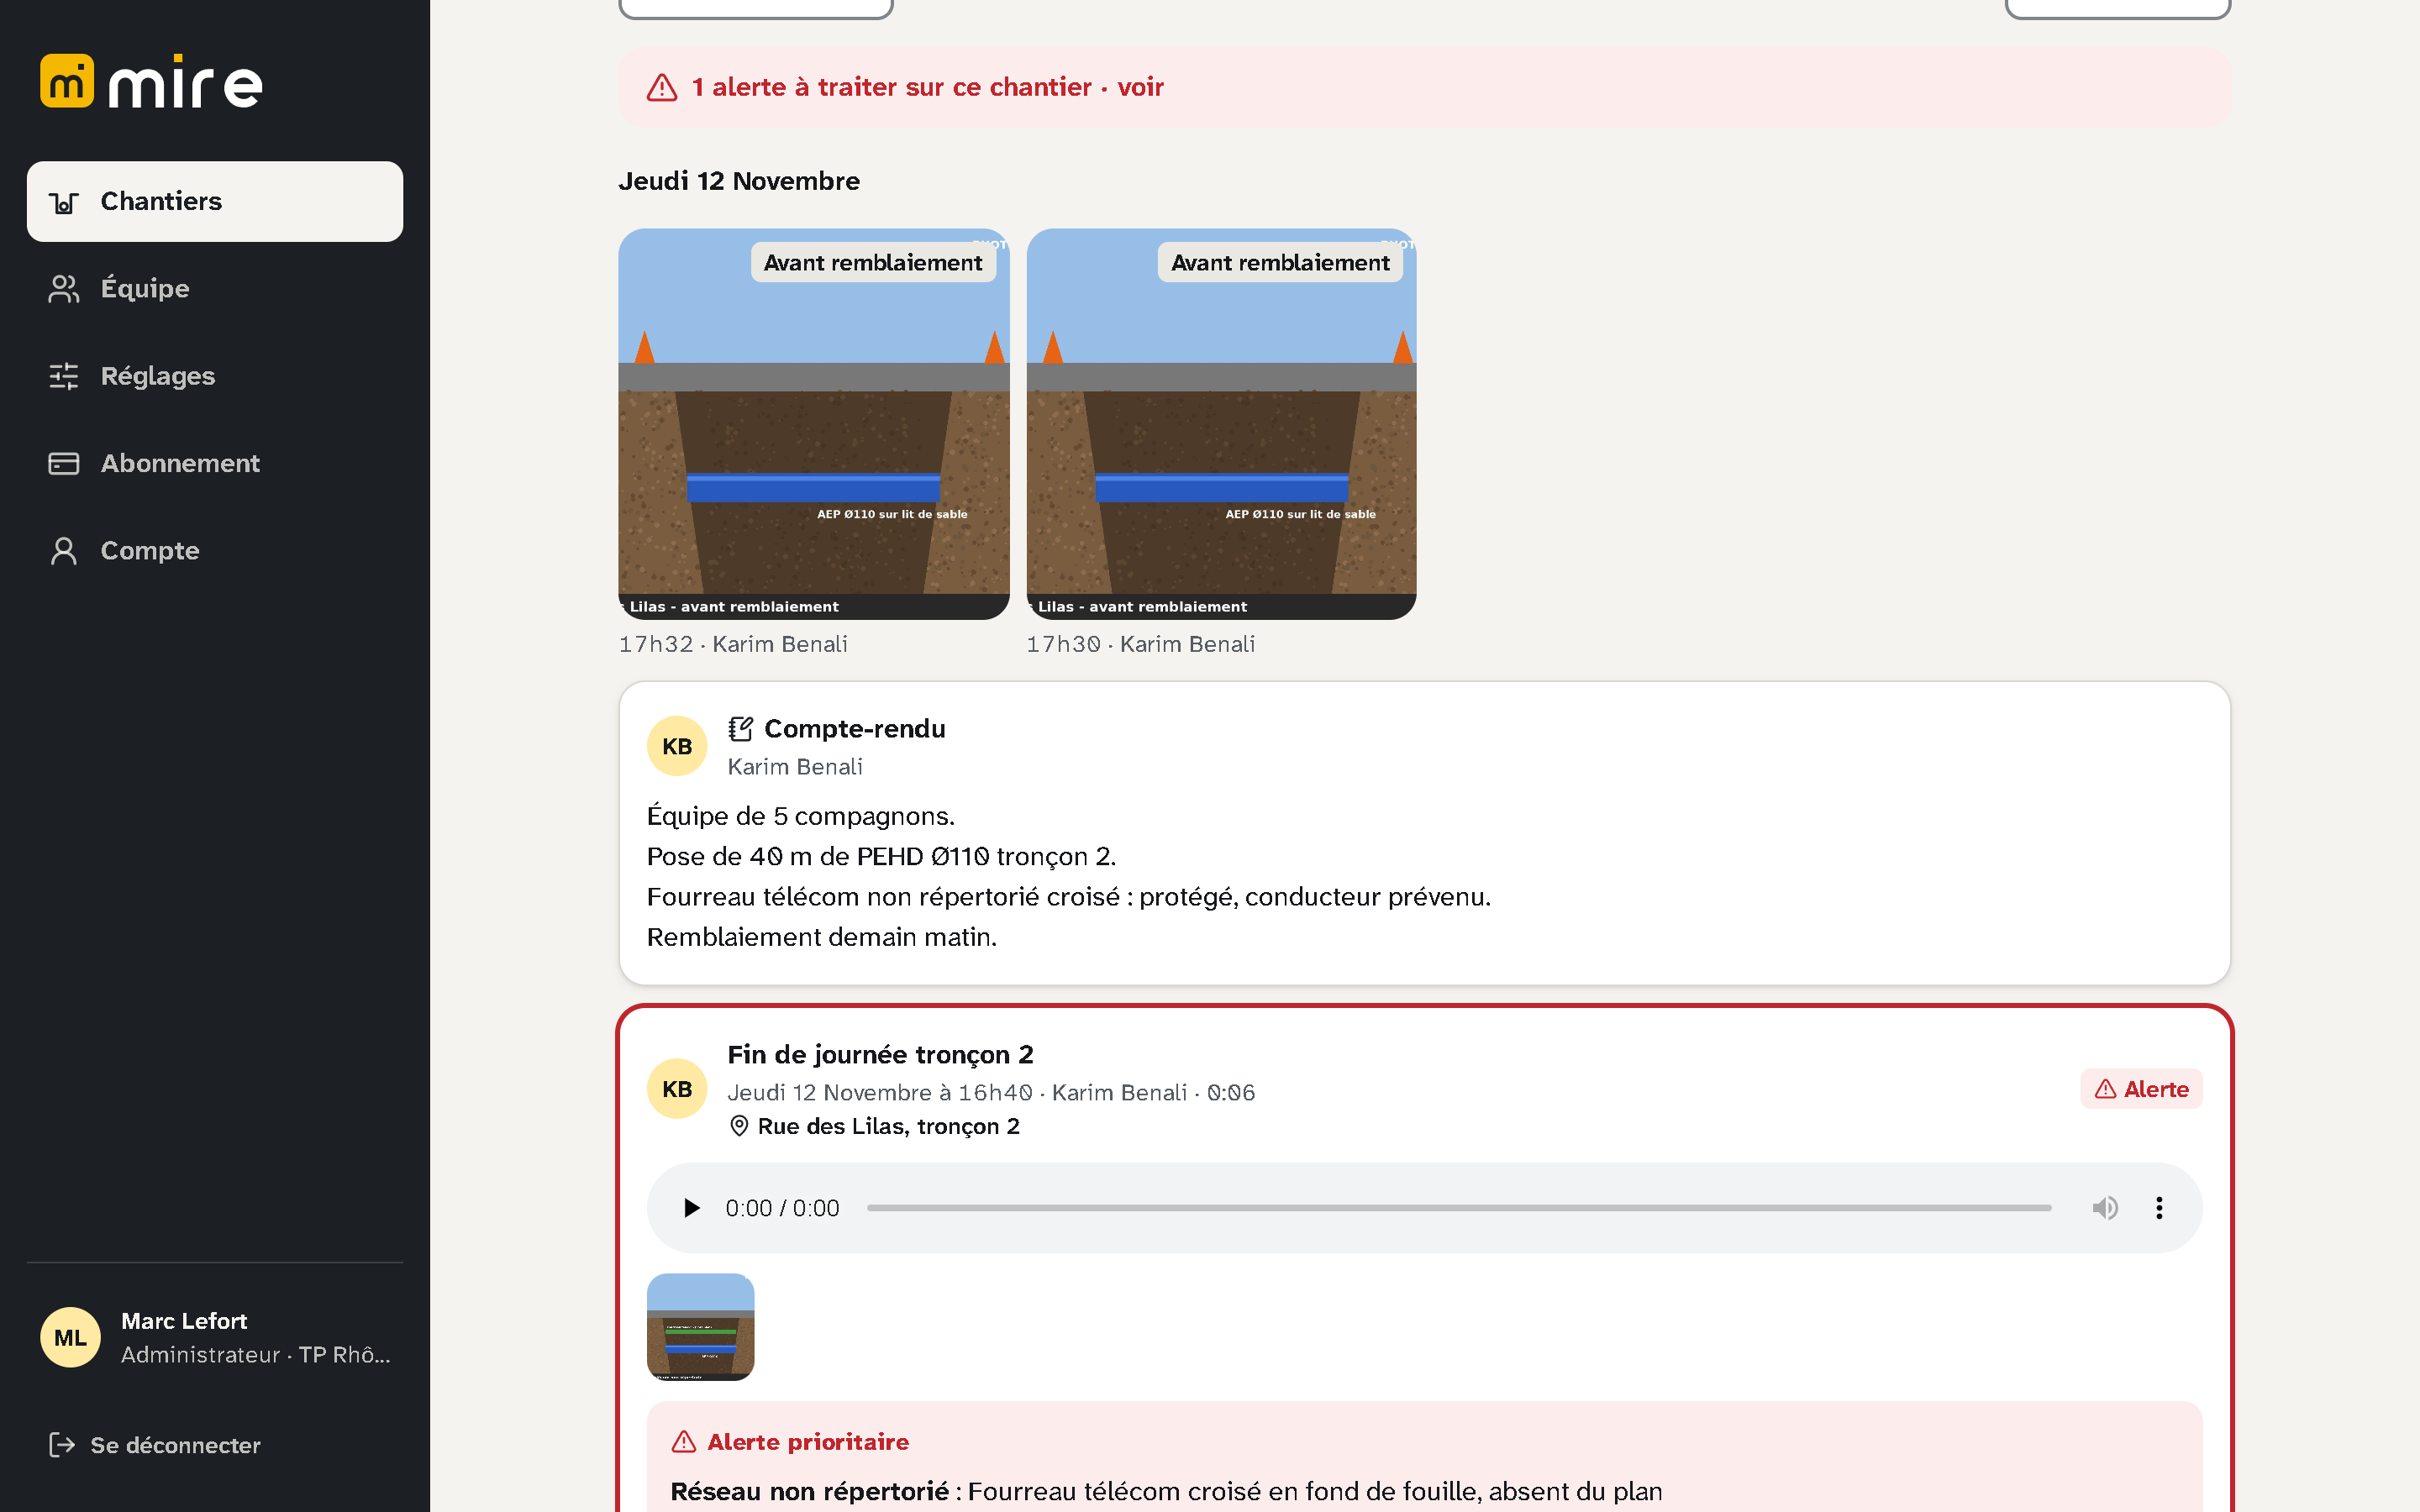 mire
Chantiers
Équipe
Réglages
Abonnement
Compte
Marc Lefort
Administrateur · TP Rhô...
Se déconnecter
1 alerte à traiter sur ce chantier · voir
Jeudi 12 Novembre
Avant remblaiement
AEP Ø110 sur lit de sable
Lilas - avant remblaiement
17h32 · Karim Benali
Avant remblaiement
AEP Ø110 sur lit de sable
Lilas - avant remblaiement
17h30 · Karim Benali
KB
Compte-rendu
Karim Benali
Équipe de 5 compagnons.
Pose de 40 m de PEHD Ø110 tronçon 2.
Fourreau télécom non répertorié croisé : protégé, conducteur prévenu.
Remblaiement demain matin.
KB
Fin de journée tronçon 2
Jeudi 12 Novembre à 16h40 · Karim Benali · 0:06
Rue des Lilas, tronçon 2
Alerte
0:00 / 0:00
Alerte prioritaire
Réseau non répertorié : Fourreau télécom croisé en fond de fouille, absent du plan
ML